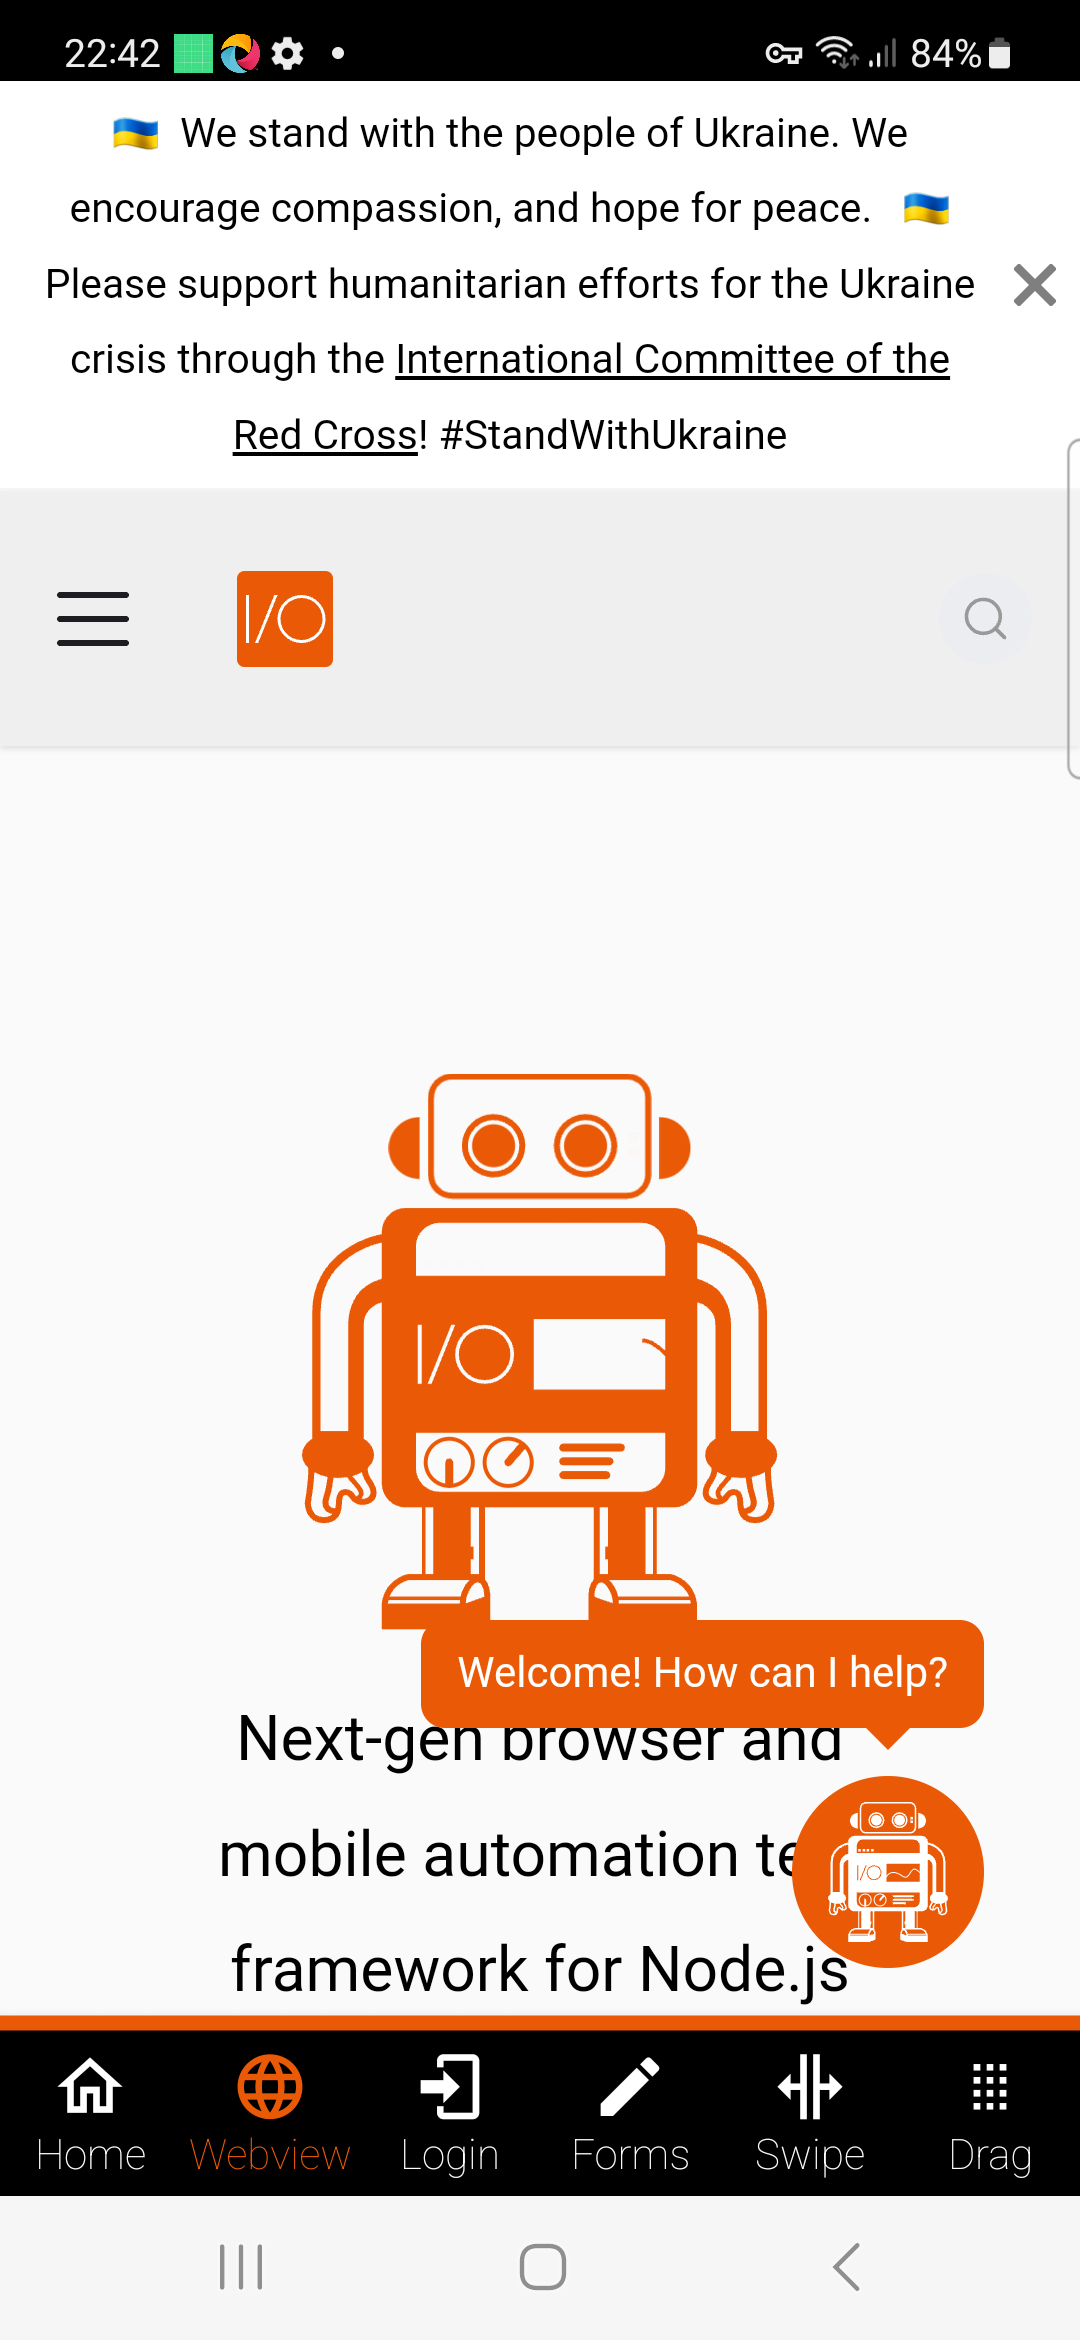 22:42
84%
We stand with the people of Ukraine. We
encourage compassion, and hope for peace.
Please support humanitarian efforts for the Ukraine
crisis through the International Committee of the
Red Cross! #StandWithUkraine
I/O
I/O
Welcome! How can I help?
Next-gen browser and
mobile automation te
framework for Node.js
I/O
Home Webview Login Forms Swipe Drag